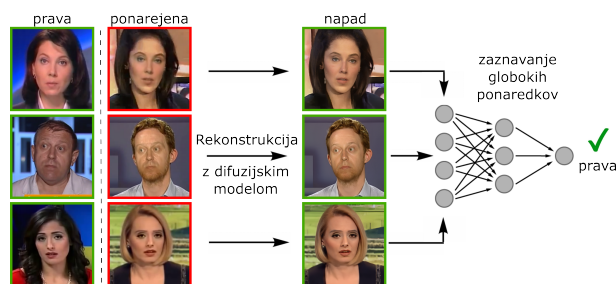 prava
ponarejena
napad
zaznavanje
globokih
ponaredkov
Rekonstrukcija
z difuzijskim
modelom
prava